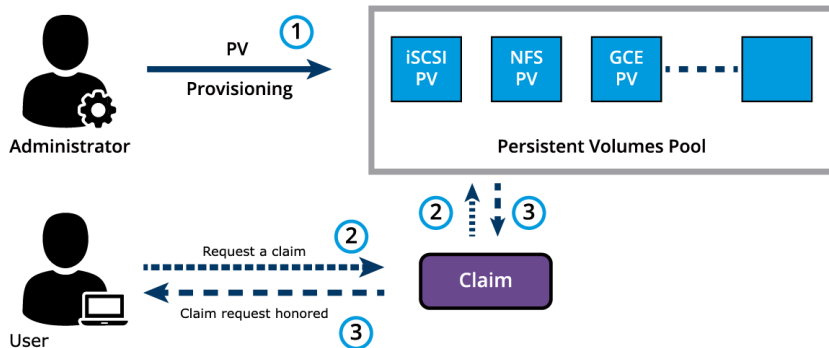 1
PV
Provisioning
Administrator
iSCSI
PV
NFS
PV
GCE
PV
Persistent Volumes Pool
2
3
2
Request a claim
Claim
Claim request honored
3
User